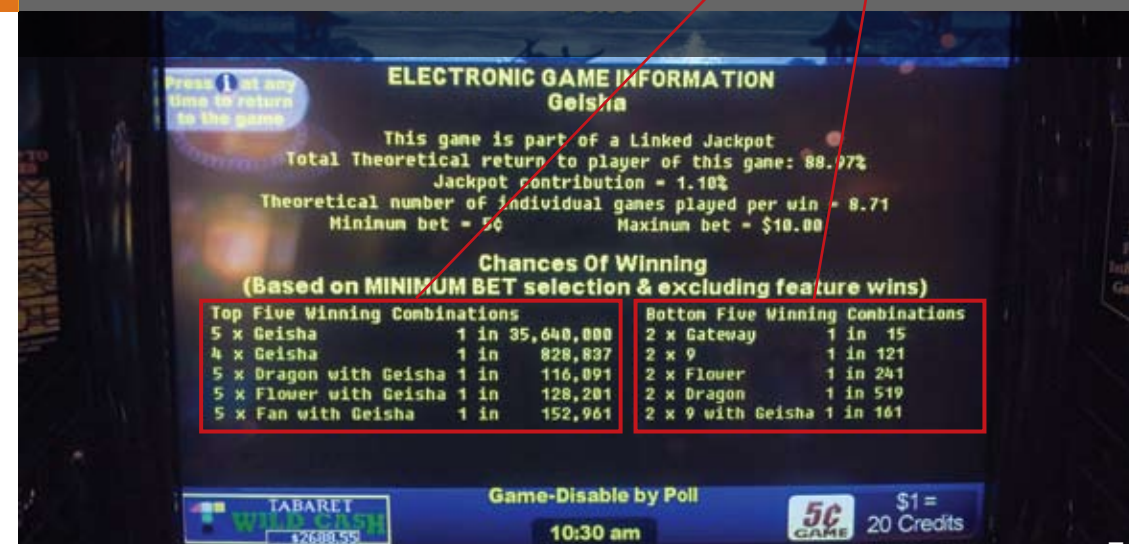 Press i at any
time to return
to the game
ELECTRONIC GAME INFORMATION
Geisha
This game is part of a Linked Jackpot
Total Theoretical return to player of this game: 88.97%
Jackpot contribution = 1.10%
Theoretical number of individual games played per win = 8.71
Minimum bet = 5¢ Maximum bet = $10.00
Chances Of Winning
(Based on MINIMUM BET selection & excluding feature wins)
Top Five Winning Combinations
5 x Geisha 1 in 35,640,000
4 x Geisha 1 in 828,837
5 x Dragon with Geisha 1 in 116,091
5 x Flower with Geisha 1 in 128,201
5 x Fan with Geisha 1 in 152,961
Bottom Five Winning Combinations
2 x Gateway 1 in 15
2 x 9 1 in 121
2 x Flower 1 in 241
2 x Dragon 1 in 519
2 x 9 with Geisha 1 in 161
TABARET
WILD CASH
$2688.55
Game-Disable by Poll
10:30 am
5¢
GAME
$1 =
20 Credits